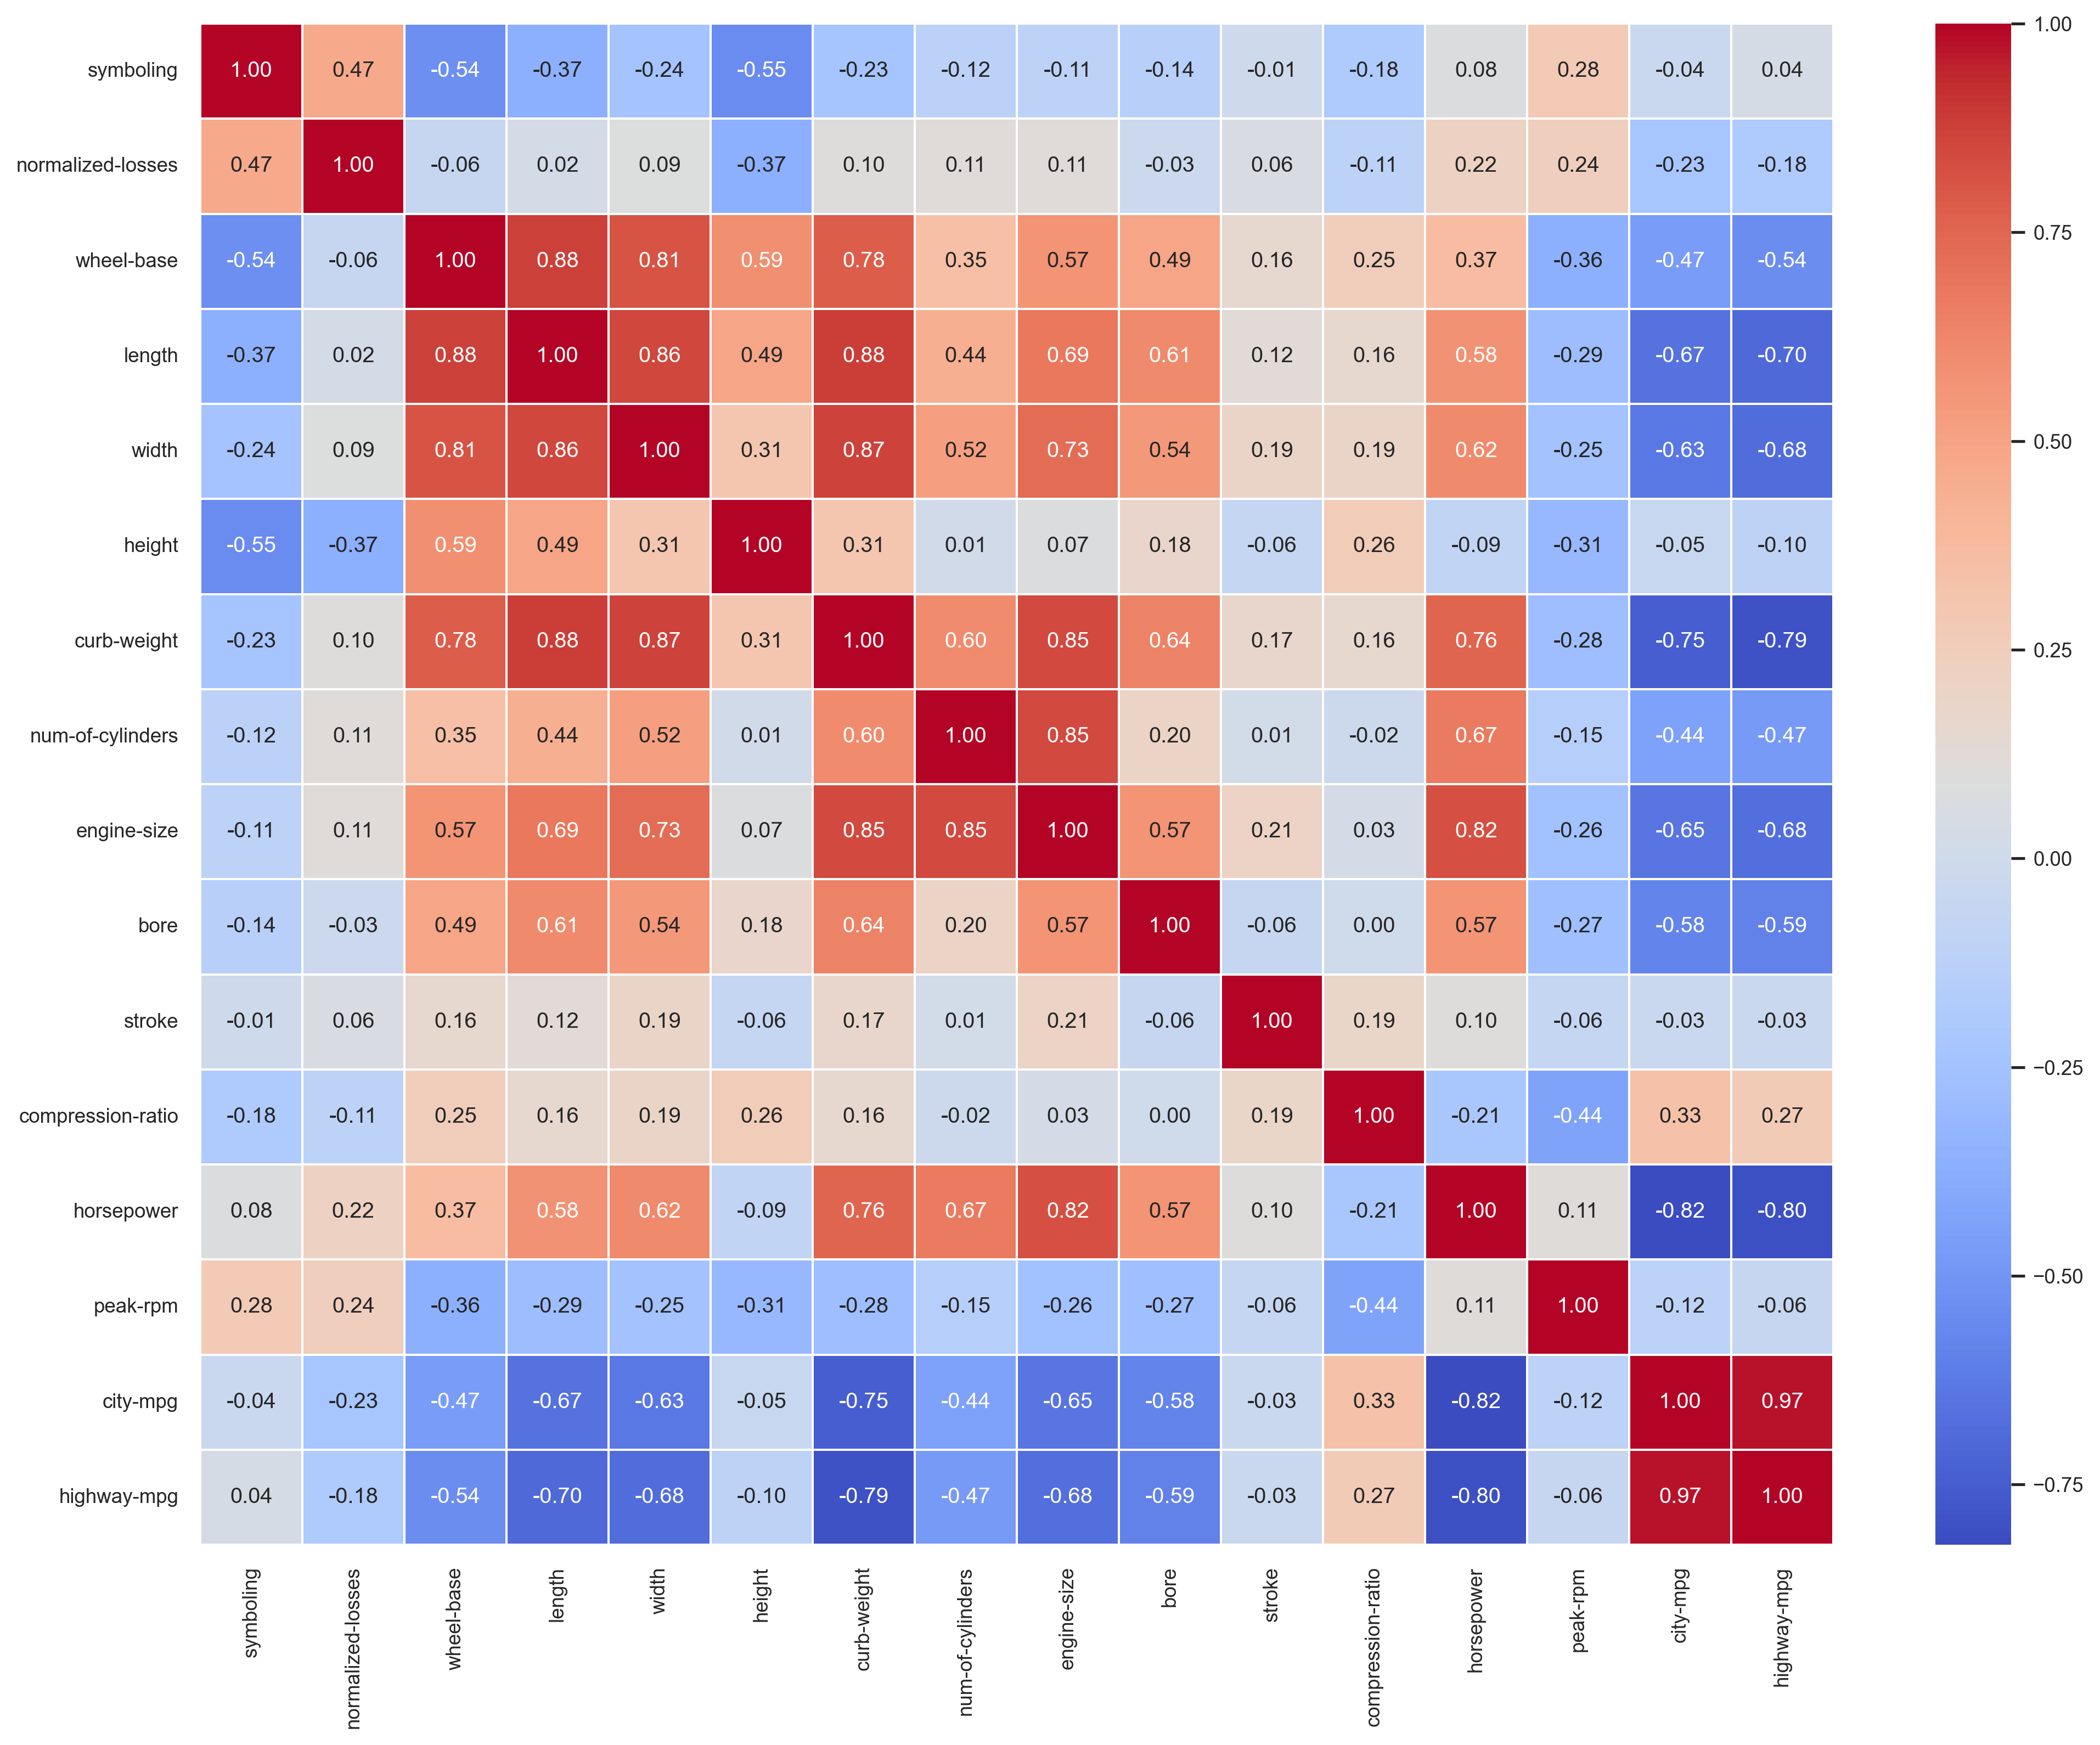 symboling 1.00 0.47 -0.54 -0.37 -0.24 -0.55 -0.23 -0.12 -0.11 -0.14 -0.01 -0.18 0.08 0.28 -0.04 0.04
normalized-losses 0.47 1.00 -0.06 0.02 0.09 -0.37 0.10 0.11 0.11 -0.03 0.06 -0.11 0.22 0.24 -0.23 -0.18
wheel-base -0.54 -0.06 1.00 0.88 0.81 0.59 0.78 0.35 0.57 0.49 0.16 0.25 0.37 -0.36 -0.47 -0.54
length -0.37 0.02 0.88 1.00 0.86 0.49 0.88 0.44 0.69 0.61 0.12 0.16 0.58 -0.29 -0.67 -0.70
width -0.24 0.09 0.81 0.86 1.00 0.31 0.87 0.52 0.73 0.54 0.19 0.19 0.62 -0.25 -0.63 -0.68
height -0.55 -0.37 0.59 0.49 0.31 1.00 0.31 0.01 0.07 0.18 -0.06 0.26 -0.09 -0.31 -0.05 -0.10
curb-weight -0.23 0.10 0.78 0.88 0.87 0.31 1.00 0.60 0.85 0.64 0.17 0.16 0.76 -0.28 -0.75 -0.79
num-of-cylinders -0.12 0.11 0.35 0.44 0.52 0.01 0.60 1.00 0.85 0.20 0.01 -0.02 0.67 -0.15 -0.44 -0.47
engine-size -0.11 0.11 0.57 0.69 0.73 0.07 0.85 0.85 1.00 0.57 0.21 0.03 0.82 -0.26 -0.65 -0.68
bore -0.14 -0.03 0.49 0.61 0.54 0.18 0.64 0.20 0.57 1.00 -0.06 0.00 0.57 -0.27 -0.58 -0.59
stroke -0.01 0.06 0.16 0.12 0.19 -0.06 0.17 0.01 0.21 -0.06 1.00 0.19 0.10 -0.06 -0.03 -0.03
compression-ratio -0.18 -0.11 0.25 0.16 0.19 0.26 0.16 -0.02 0.03 0.00 0.19 1.00 -0.21 -0.44 0.33 0.27
horsepower 0.08 0.22 0.37 0.58 0.62 -0.09 0.76 0.67 0.82 0.57 0.10 -0.21 1.00 0.11 -0.82 -0.80
peak-rpm 0.28 0.24 -0.36 -0.29 -0.25 -0.31 -0.28 -0.15 -0.26 -0.27 -0.06 -0.44 0.11 1.00 -0.12 -0.06
city-mpg -0.04 -0.23 -0.47 -0.67 -0.63 -0.05 -0.75 -0.44 -0.65 -0.58 -0.03 0.33 -0.82 -0.12 1.00 0.97
highway-mpg 0.04 -0.18 -0.54 -0.70 -0.68 -0.10 -0.79 -0.47 -0.68 -0.59 -0.03 0.27 -0.80 -0.06 0.97 1.00
symboling
normalized-losses
wheel-base
length
width
height
curb-weight
num-of-cylinders
engine-size
bore
stroke
compression-ratio
horsepower
peak-rpm
city-mpg
highway-mpg
1.00
0.75
0.50
0.25
0.00
−0.25
−0.50
−0.75